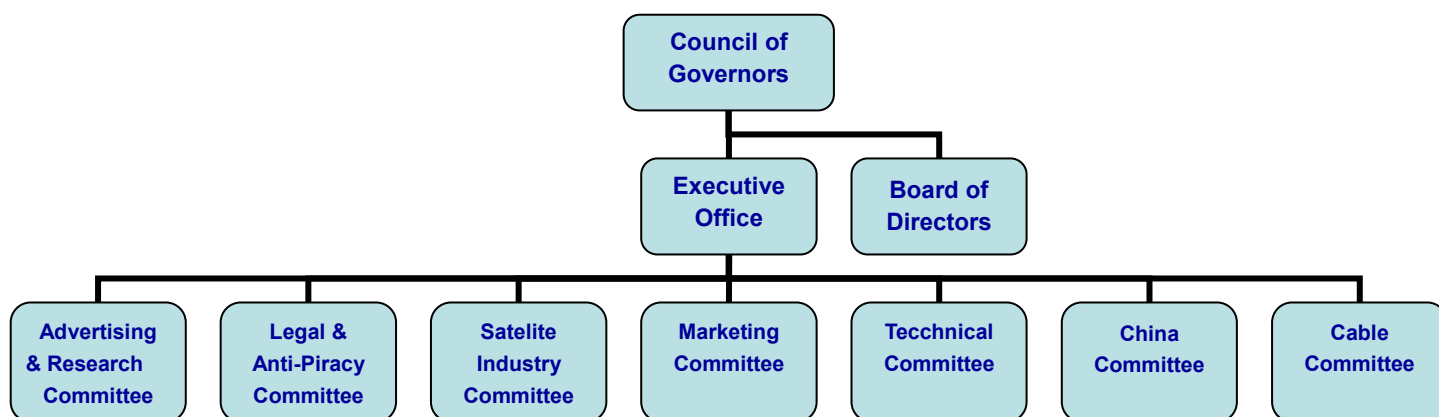 Council of
Governors
Executive
Office
Board of
Directors
Advertising
& Research
Committee
Legal &
Anti-Piracy
Committee
Satelite
Industry
Committee
Marketing
Committee
Tecchnical
Committee
China
Committee
Cable
Committee